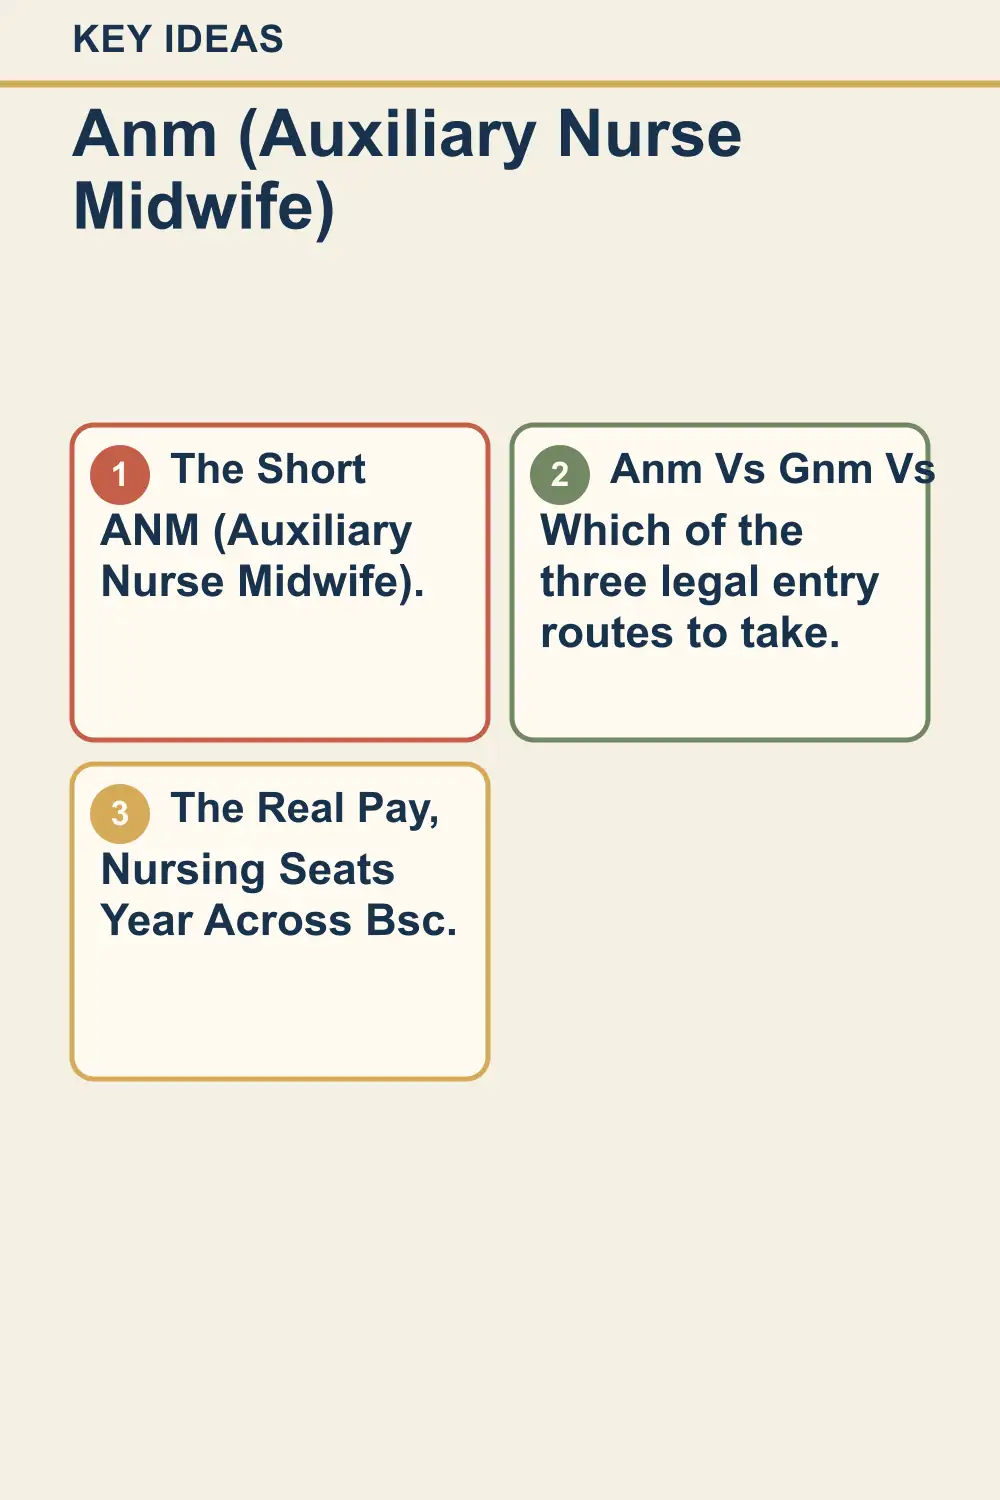 KEY IDEAS
Anm (Auxiliary Nurse
Midwife)
1 The Short
ANM (Auxiliary
Nurse Midwife).
2 Anm Vs Gnm Vs
Which of the
three legal entry
routes to take.
3 The Real Pay,
Nursing Seats
Year Across Bsc.